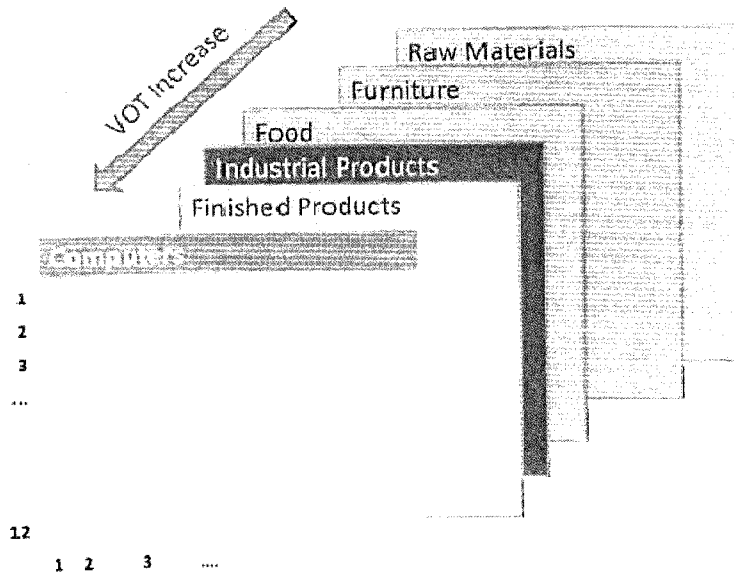 VOT Increase
Raw Materials
Furniture
Food
Industrial Products
Finished Products
Computers
1
2
3
...
12
1 2 3 ....